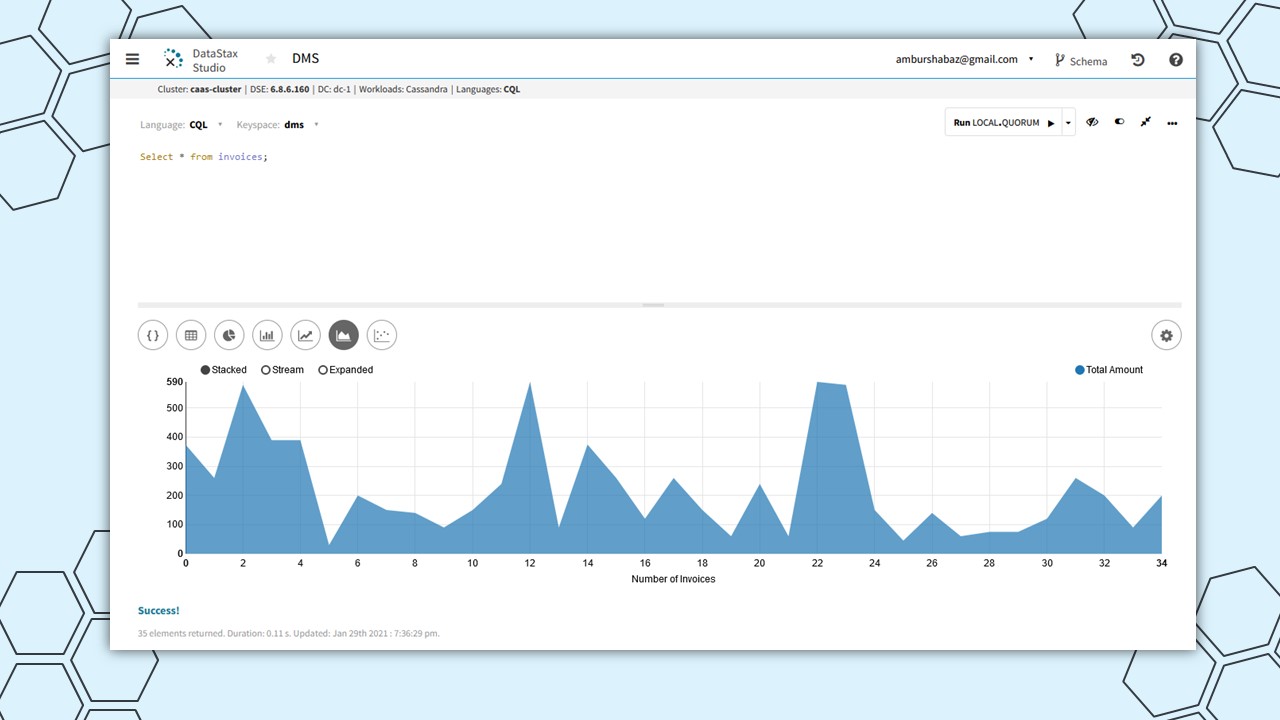 DataStax
Studio
DMS
amburshabaz@gmail.com
Schema
Cluster: caas-cluster | DSE: 6.8.6.160 | DC: dc-1 | Workloads: Cassandra | Languages: CQL
Language: CQL Keyspace: dms
Run LOCAL.QUORUM
Select * from invoices;
Stacked Stream Expanded Total Amount
590
500
400
300
200
100
0
0 2 4 6 8 10 12 14 16 18 20 22 24 26 28 30 32 34
Number of Invoices
Success!
35 elements returned. Duration: 0.11 s. Updated: Jan 29th 2021 : 7:36:29 pm.